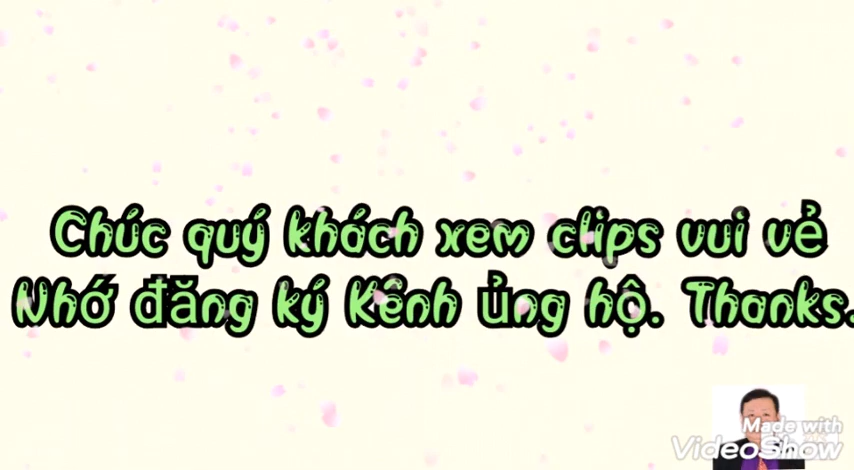 Chúc quý khách xem clips vui vẻ
Nhớ đăng ký Kênh ủng hộ. Thanks.
Made with
VideoShow